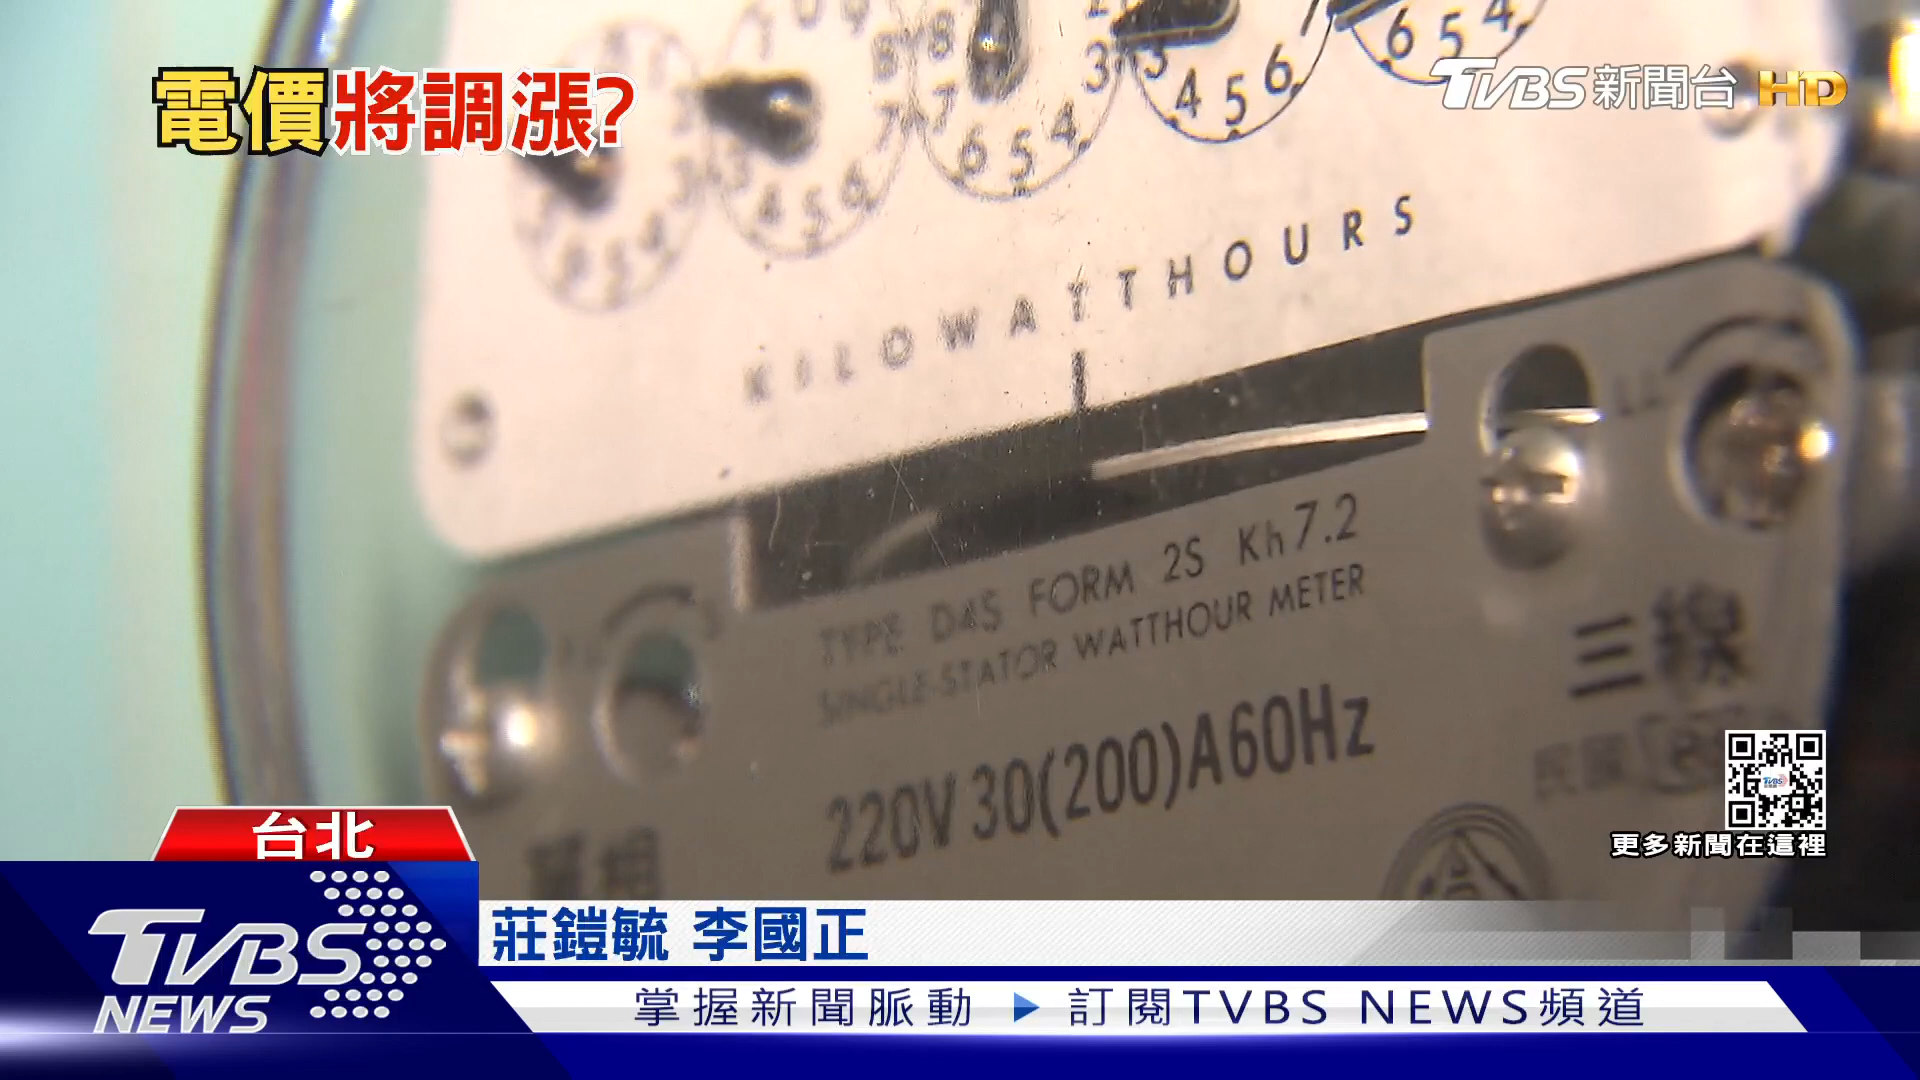 電價將調漲?
TVBS新聞台 HD
KILOWATTHOURS
TYPE D4S FORM 2S Kh7.2
SINGLE-STATOR WATTHOUR METER
220V 30(200)A60Hz
三線
單相
更多新聞在這裡
台北
TVBS NEWS
莊鎧毓 李國正
掌握新聞脈動 ▶ 訂閱TVBS NEWS頻道